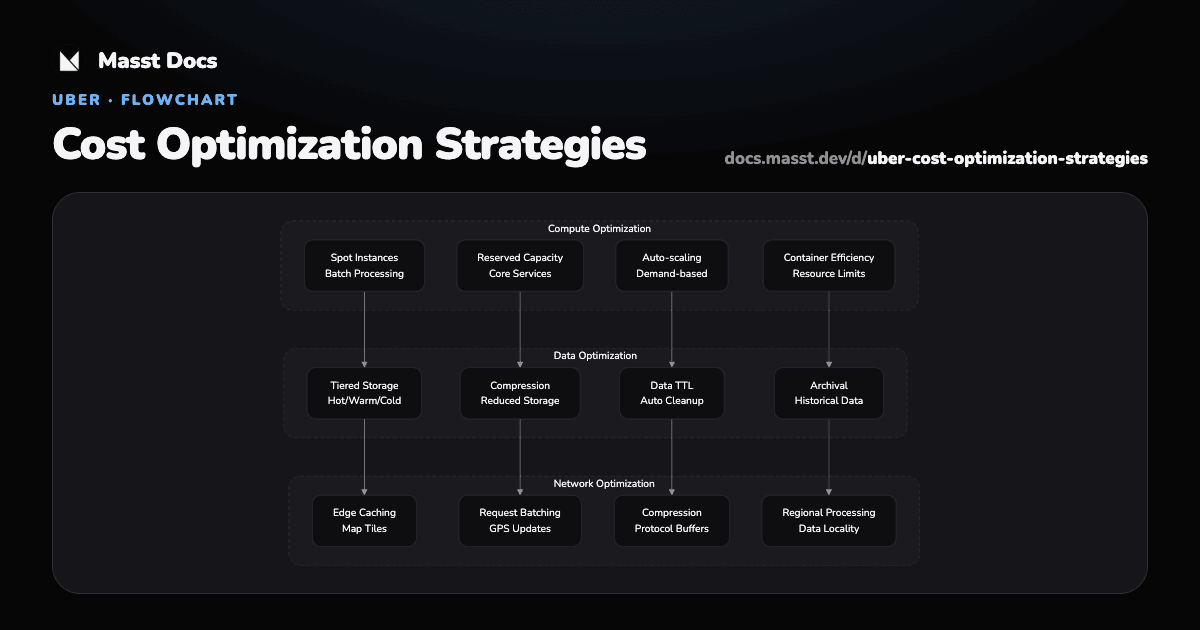 Masst Docs
UBER · FLOWCHART
Cost Optimization Strategies
docs.masst.dev/d/uber-cost-optimization-strategies
Compute Optimization
Spot Instances
Batch Processing
Reserved Capacity
Core Services
Auto-scaling
Demand-based
Container Efficiency
Resource Limits
Data Optimization
Tiered Storage
Hot/Warm/Cold
Compression
Reduced Storage
Data TTL
Auto Cleanup
Archival
Historical Data
Network Optimization
Edge Caching
Map Tiles
Request Batching
GPS Updates
Compression
Protocol Buffers
Regional Processing
Data Locality